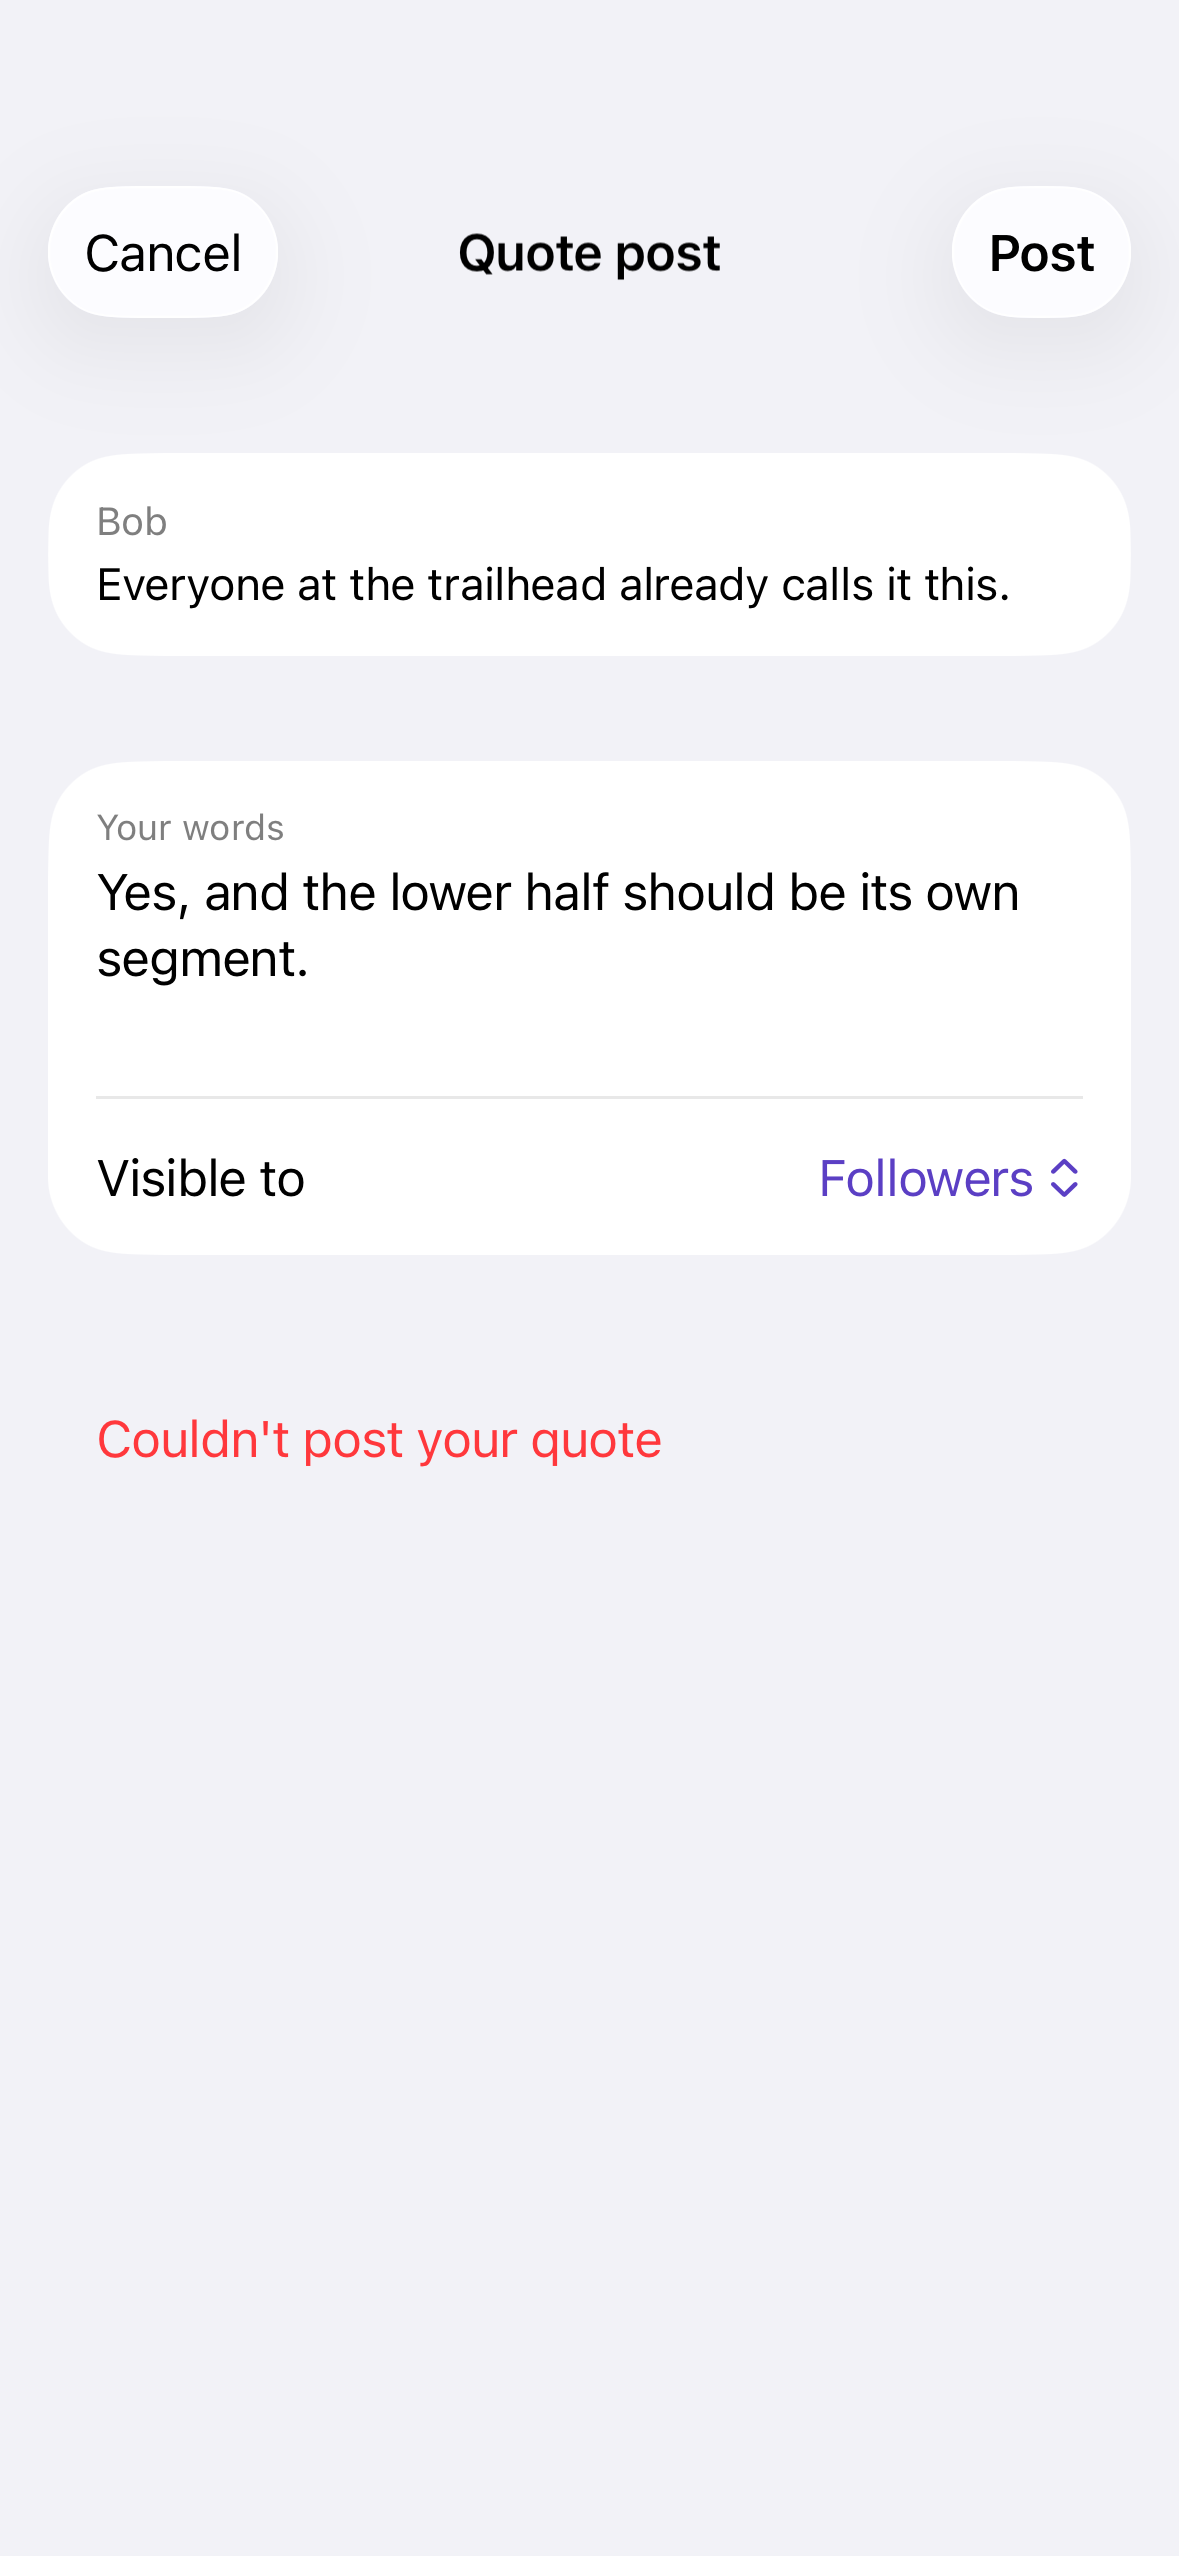 Cancel
Quote post
Post
Bob
Everyone at the trailhead already calls it this.
Your words
Yes, and the lower half should be its own
segment.
Visible to
Followers
Couldn't post your quote